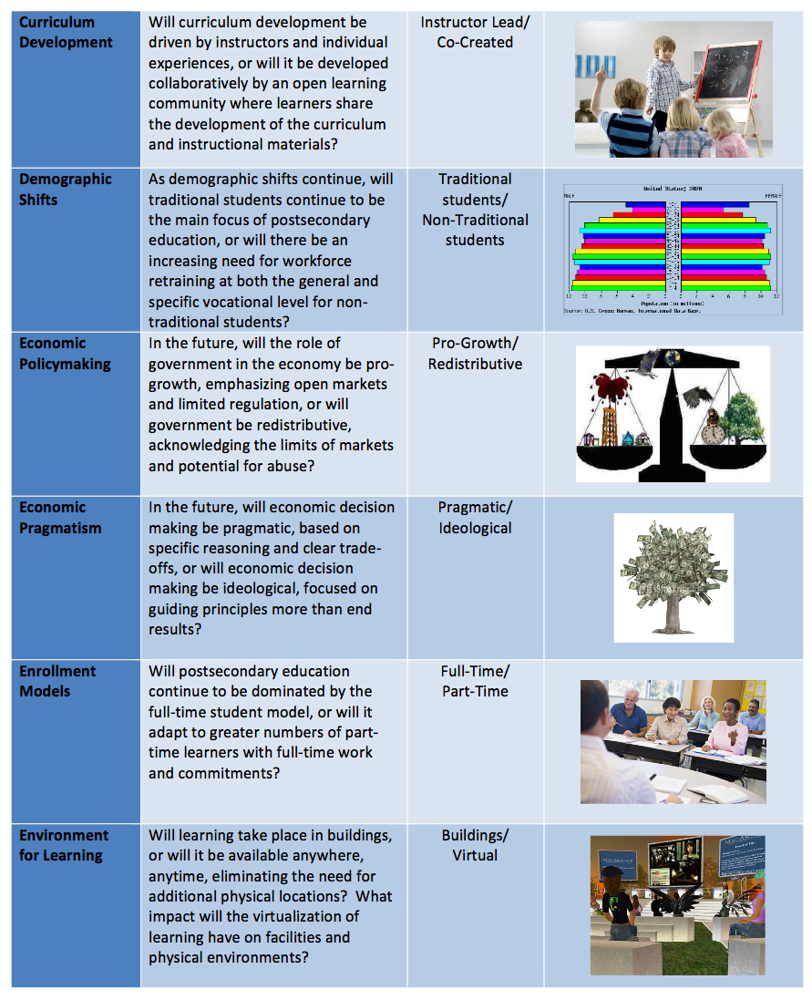 Curriculum
Development
Will curriculum development be
driven by instructors and individual
experiences, or will it be developed
collaboratively by an open learning
community where learners share
the development of the curriculum
and instructional materials?
Instructor Lead/
Co-Created
Demographic
Shifts
As demographic shifts continue, will
traditional students continue to be
the main focus of postsecondary
education, or will there be an
increasing need for workforce
retraining at both the general and
specific vocational level for non-
traditional students?
Traditional
students/
Non-Traditional
students
United States: 2020
MALE
FEMALE
12 10 8 6 4 2 0 0 2 4 6 8 10 12
Population (in millions)
Source: U.S. Census Bureau, International Data Base.
Economic
Policymaking
In the future, will the role of
government in the economy be pro-
growth, emphasizing open markets
and limited regulation, or will
government be redistributive,
acknowledging the limits of markets
and potential for abuse?
Pro-Growth/
Redistributive
Economic
Pragmatism
In the future, will economic decision
making be pragmatic, based on
specific reasoning and clear trade-
offs, or will economic decision
making be ideological, focused on
guiding principles more than end
results?
Pragmatic/
Ideological
Enrollment
Models
Will postsecondary education
continue to be dominated by the
full-time student model, or will it
adapt to greater numbers of part-
time learners with full-time work
and commitments?
Full-Time/
Part-Time
Environment
for Learning
Will learning take place in buildings,
or will it be available anywhere,
anytime, eliminating the need for
additional physical locations?  What
impact will the virtualization of
learning have on facilities and
physical environments?
Buildings/
Virtual